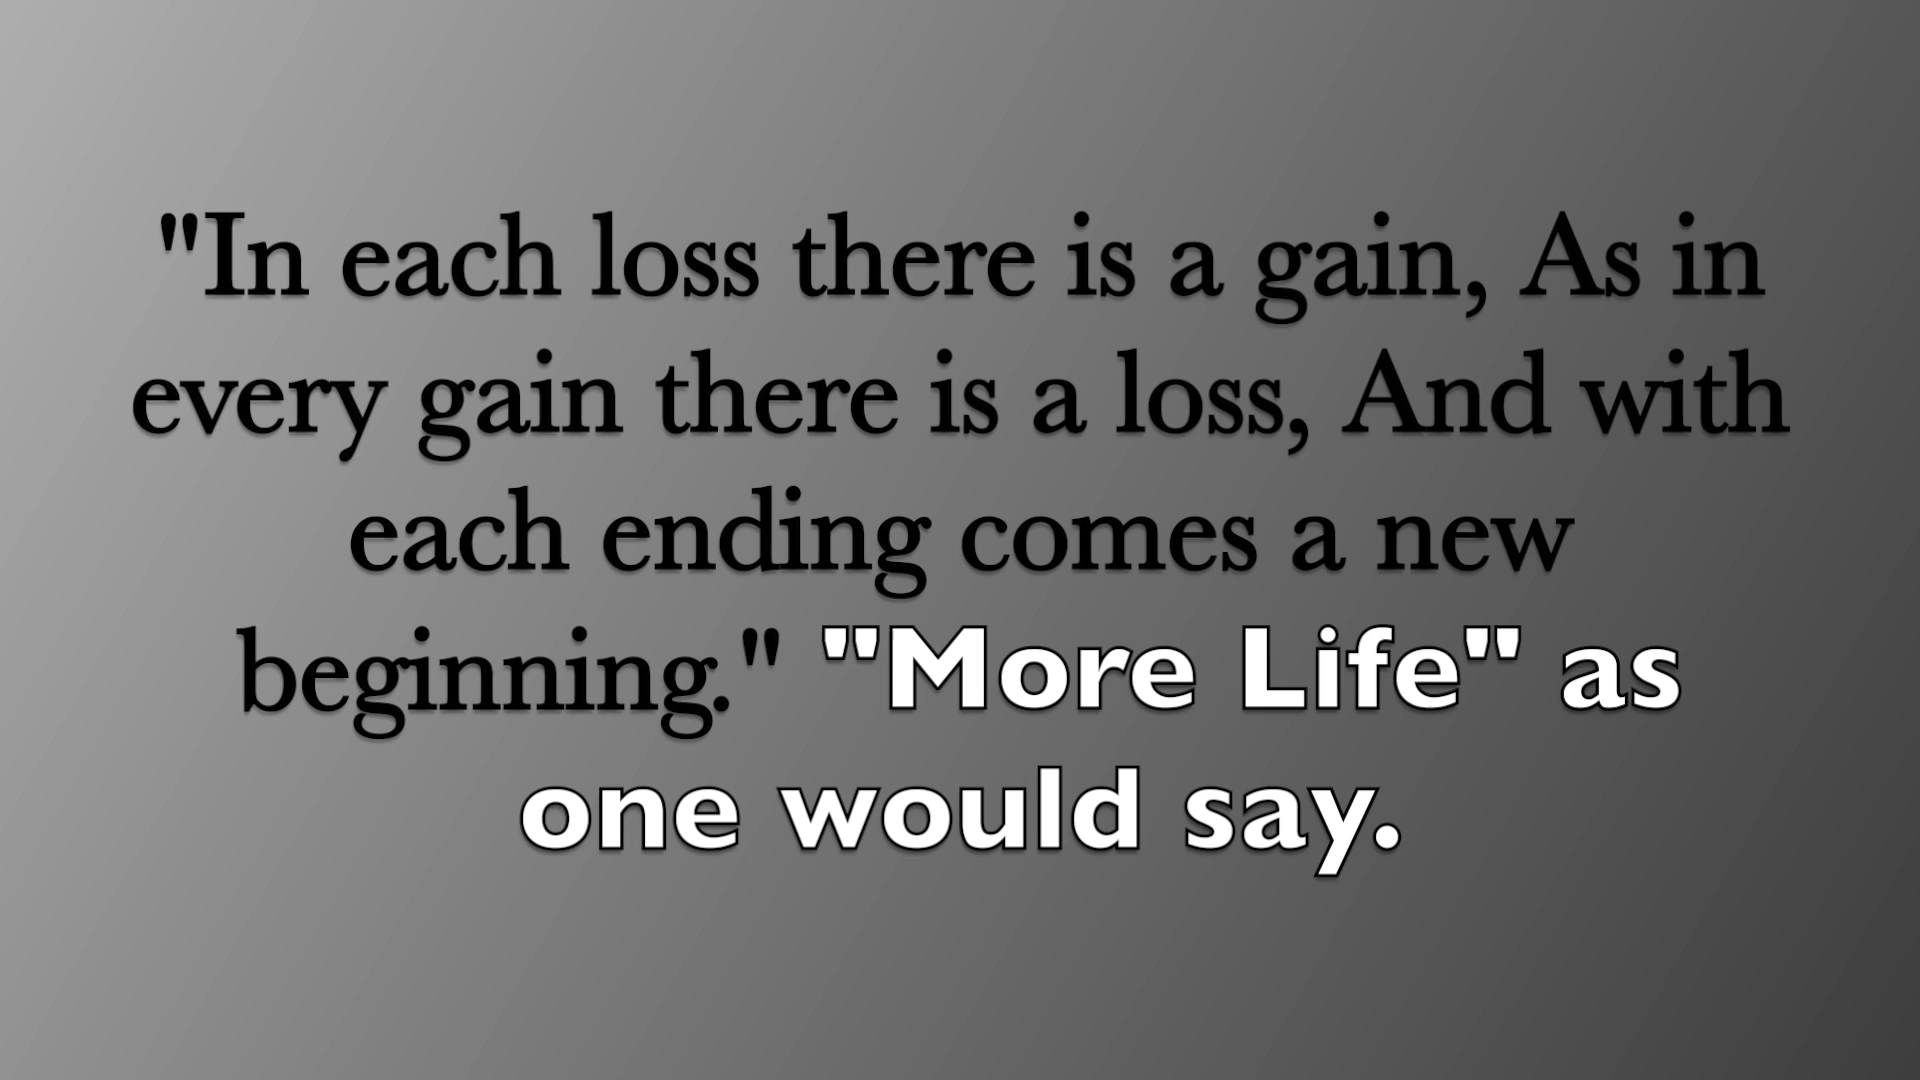 "In each loss there is a gain, As in
every gain there is a loss, And with
each ending comes a new
beginning." "More Life" as
one would say.